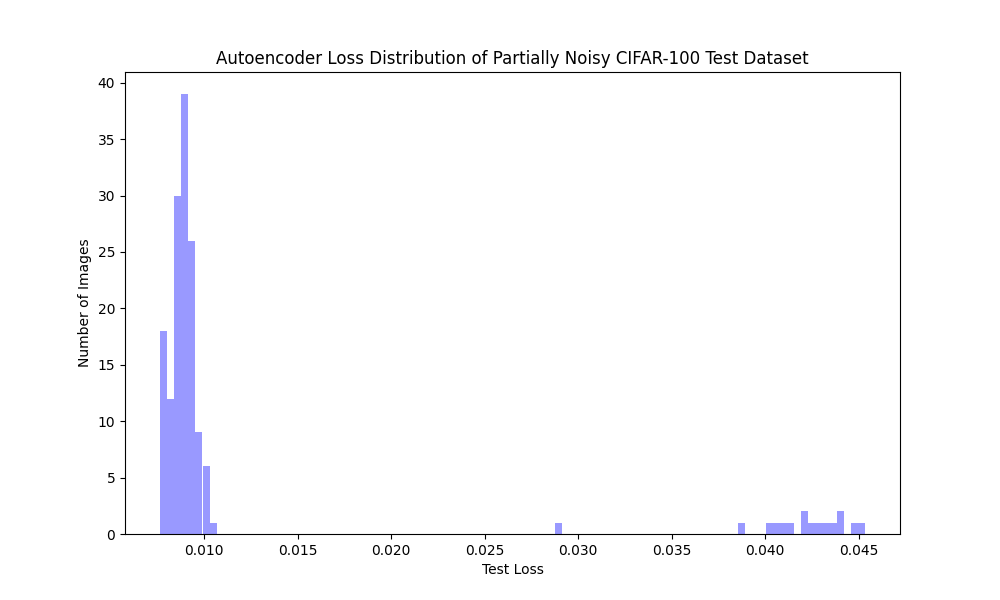 Autoencoder Loss Distribution of Partially Noisy CIFAR-100 Test Dataset
Number of Images
40
35
30
25
20
15
10
5
0
0.010 0.015 0.020 0.025 0.030 0.035 0.040 0.045
Test Loss